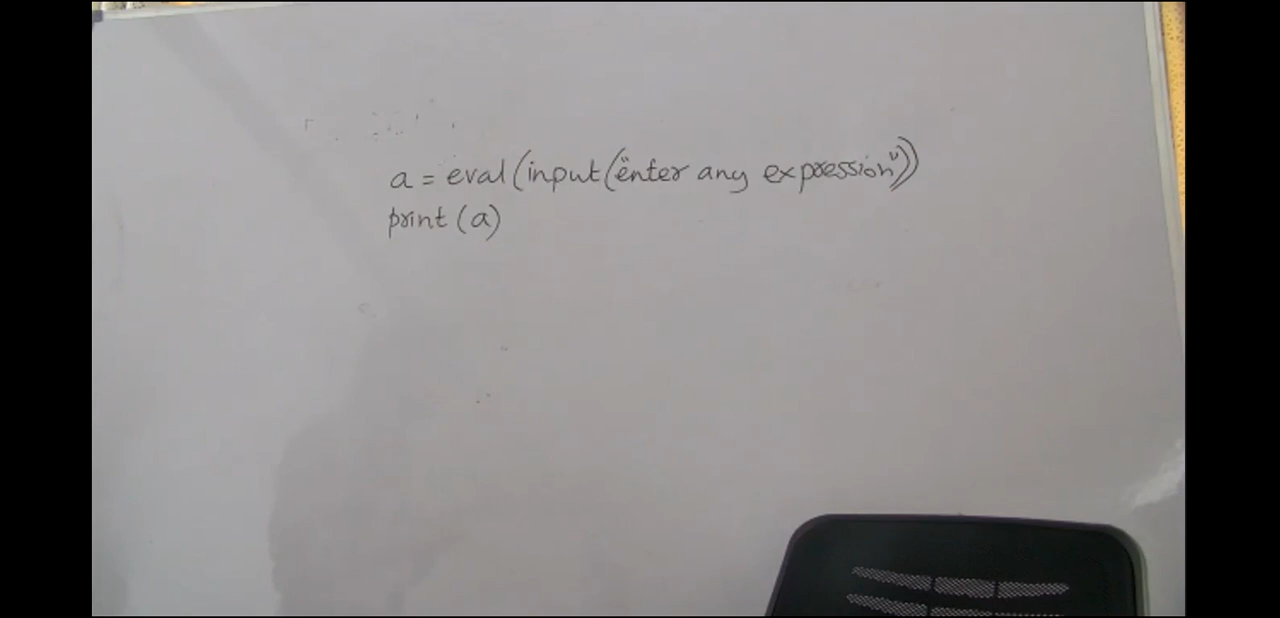 a = eval(input("enter any expression"))
print (a)